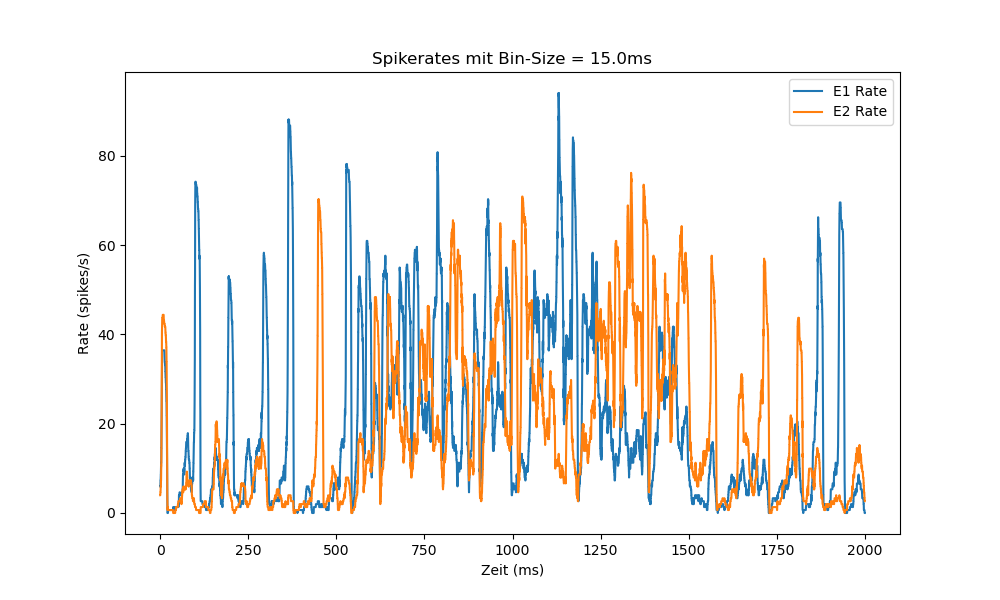 Spikerates mit Bin-Size = 15.0ms
E1 Rate
E2 Rate
Rate (spikes/s)
80
60
40
20
0
0 250 500 750 1000 1250 1500 1750 2000
Zeit (ms)